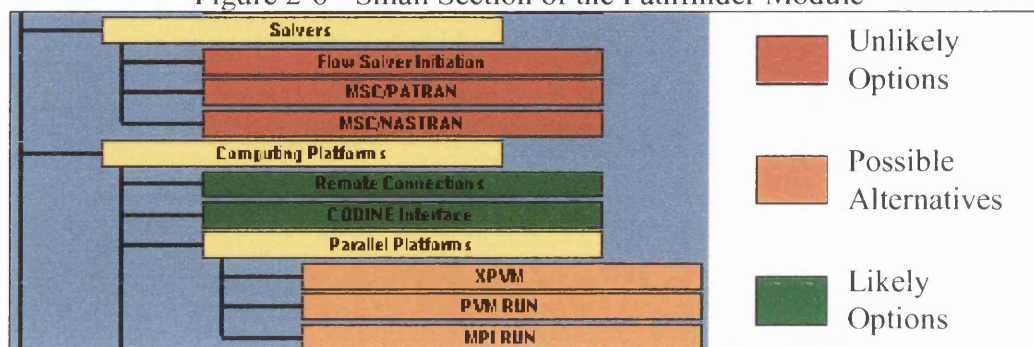 Figure 2-6 Small Section of the Pathfinder Module
Solvers
Flow Solver Initiation
MSC/PATRAN
MSC/NASTRAN
Computing Platforms
Remote Connections
CODINE Interface
Parallel Platforms
XPVM
PVM RUN
MPI RUN
Unlikely
Options
Possible
Alternatives
Likely
Options